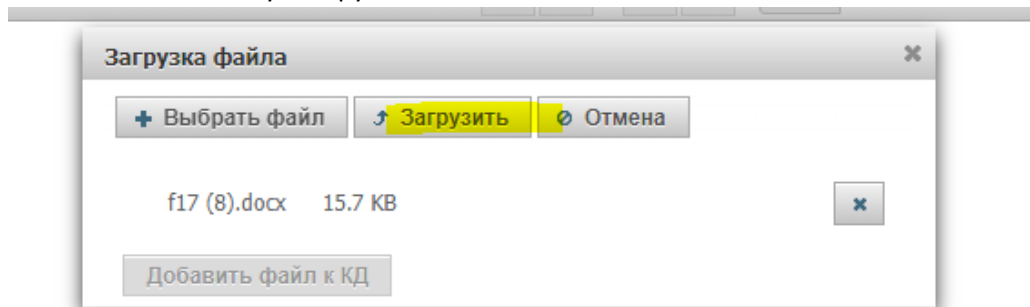 Загрузка файла
Выбрать файл Загрузить Отмена
f17 (8).docx 15.7 KB
Добавить файл к КД